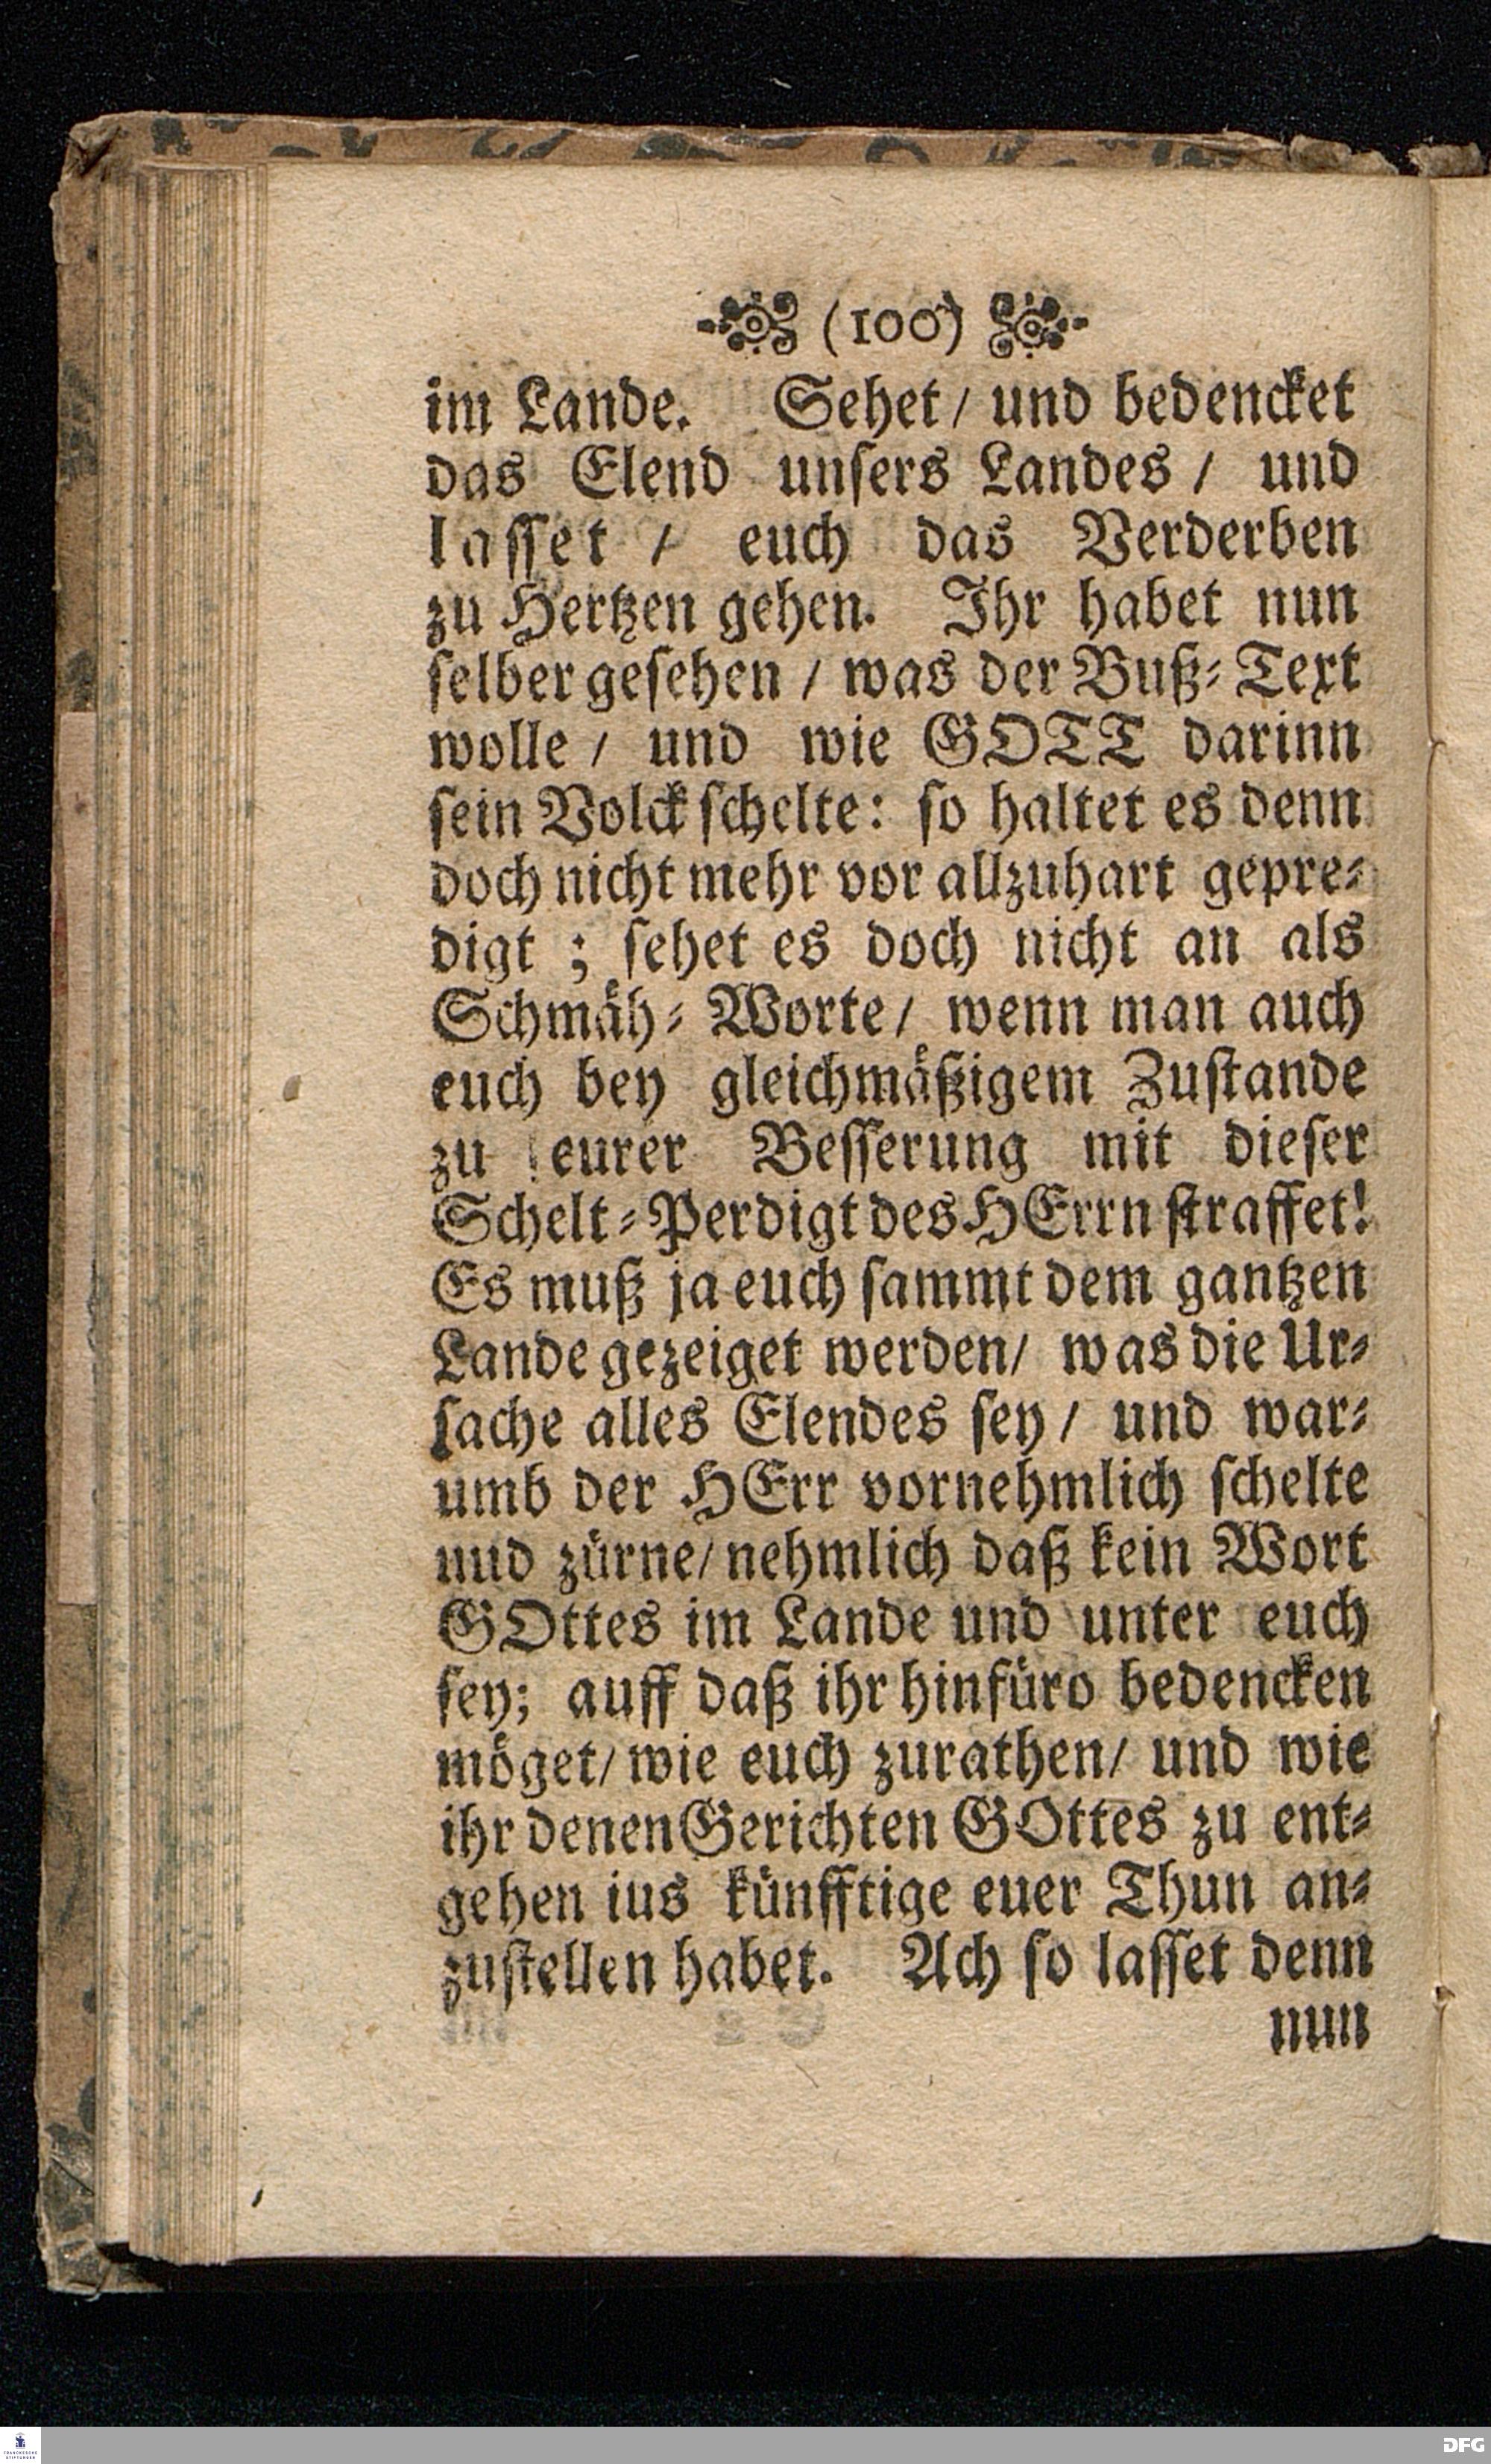 (100)
im Lande. Sehet / und bedencket
das Elend unsers Landes / und
lasset / euch das Verderben
zu Hertzen gehen. Ihr habet nun
selber gesehen / was der Buß-Text
wolle / und wie GOTT darinn
sein Volck schelte: so haltet es denn
doch nicht mehr vor allzuhart gepre-
digt ; sehet es doch nicht an als
Schmäh-Worte / wenn man auch
euch bey gleichmäßigem Zustande
zu eurer Besserung mit dieser
Schelt-Perdigt des HErrn straffet!
Es muß ja euch sammt dem gantzen
Lande gezeiget werden / was die Ur-
sache alles Elendes sey / und war-
umb der HErr vornehmlich schelte
uud zürne / nehmlich daß kein Wort
GOttes im Lande und unter euch
sey; auff daß ihr hinfüro bedencken
möget / wie euch zurathen / und wie
ihr denen Gerichten GOttes zu ent-
gehen ius künfftige euer Thun an-
zustellen habet. Ach so lasset denn
nun
FRANCKESCHE
STIFTUNGEN
DFG